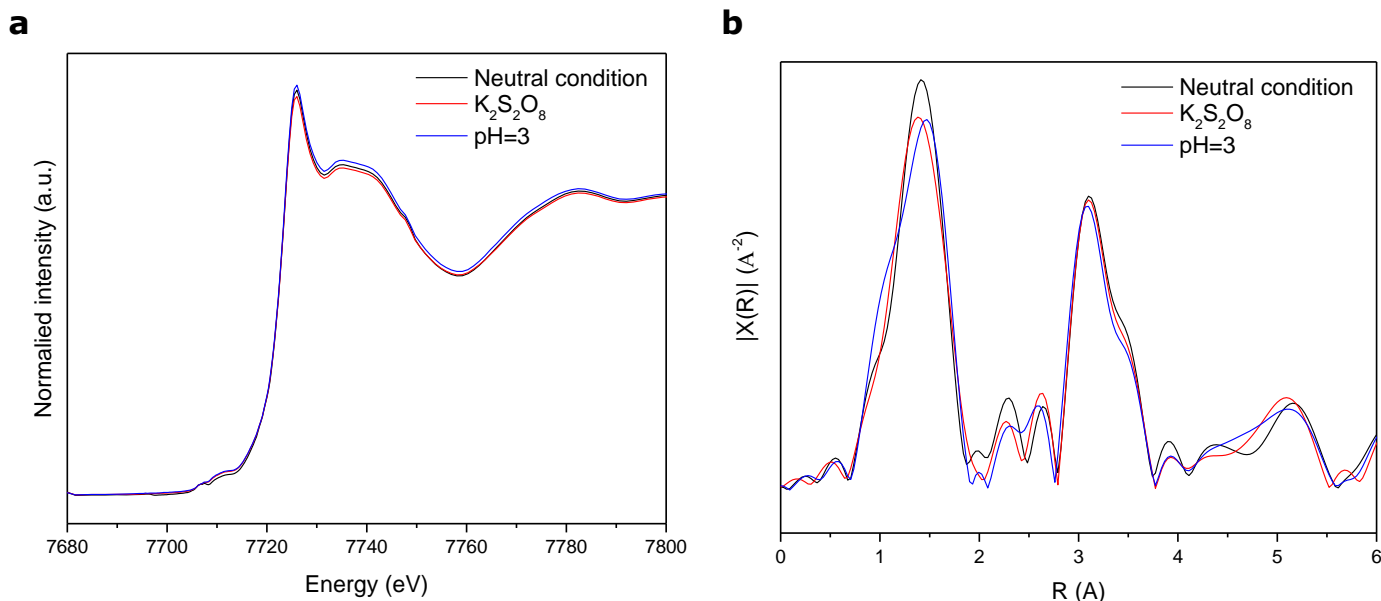 a
Neutral condition
K₂S₂O₈
pH=3
Normalied intensity (a.u.)
7680
7700
7720
7740
7760
7780
7800
Energy (eV)
b
Neutral condition
K₂S₂O₈
pH=3
|X(R)| (A⁻²)
0
1
2
3
4
5
6
R (A)